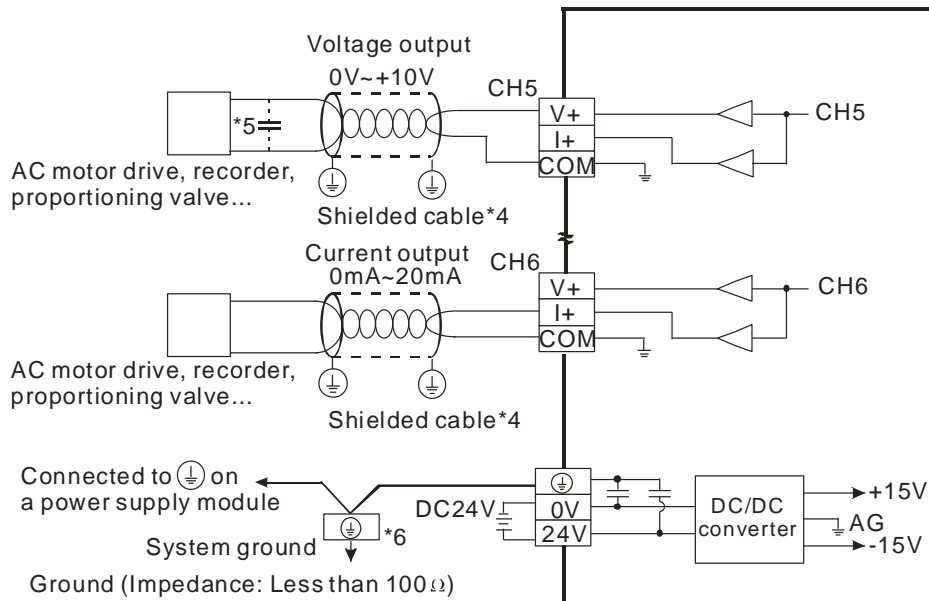 Voltage output
0V~+10V
CH5
V+
I+
COM
CH5
*5
AC motor drive, recorder,
proportioning valve...
Shielded cable*4
Current output
0mA~20mA
CH6
V+
I+
COM
CH6
AC motor drive, recorder,
proportioning valve...
Shielded cable*4
Connected to on
a power supply module
System ground
*6
Ground (Impedance: Less than 100Ω)
DC24V
0V
24V
DC/DC
converter
+15V
AG
-15V